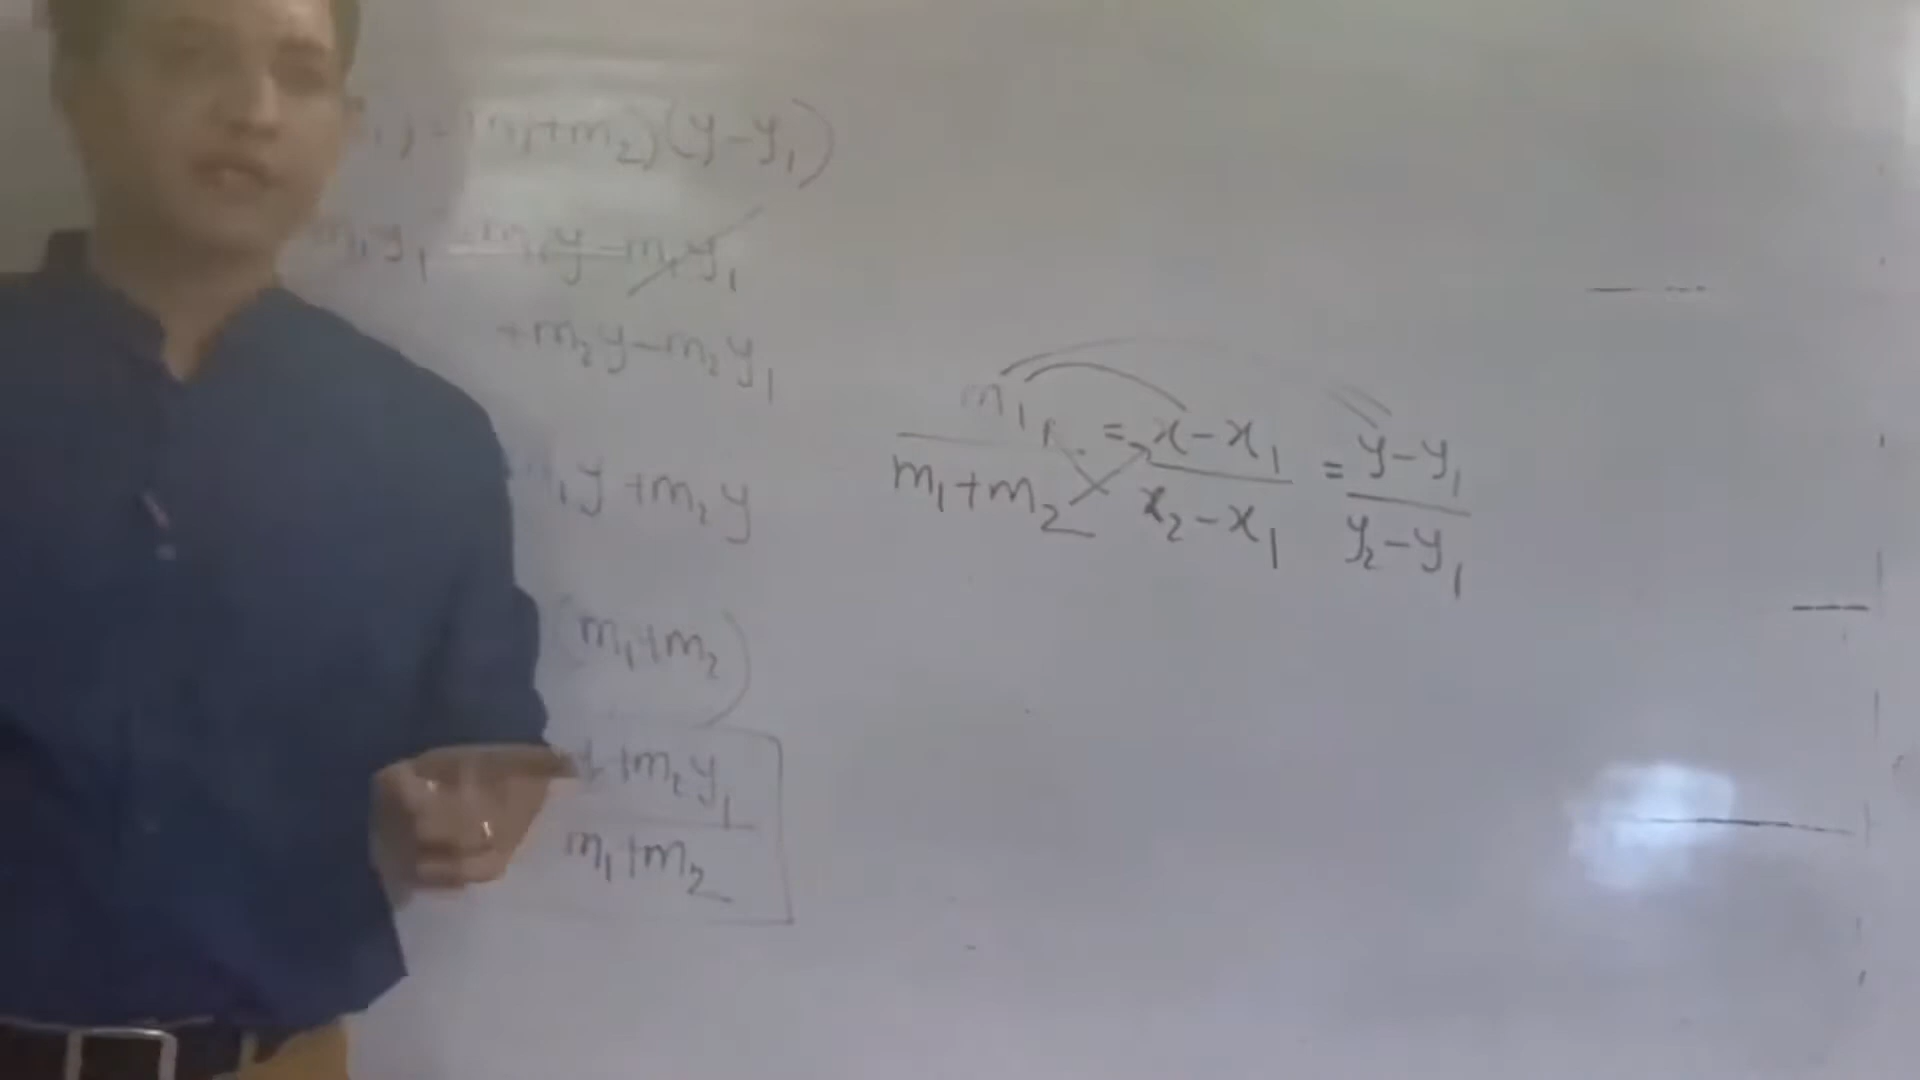 m₁+m₂)(y-y₁)
m₁y₁ = m₁y-m₁y₁
+m₂y-m₂y₁
m₁y+m₂y
(m₁+m₂)
+m₂y₁
m₁+m₂
m₁ = x-x₁ = y-y₁
m₁+m₂ x₂-x₁ y₂-y₁